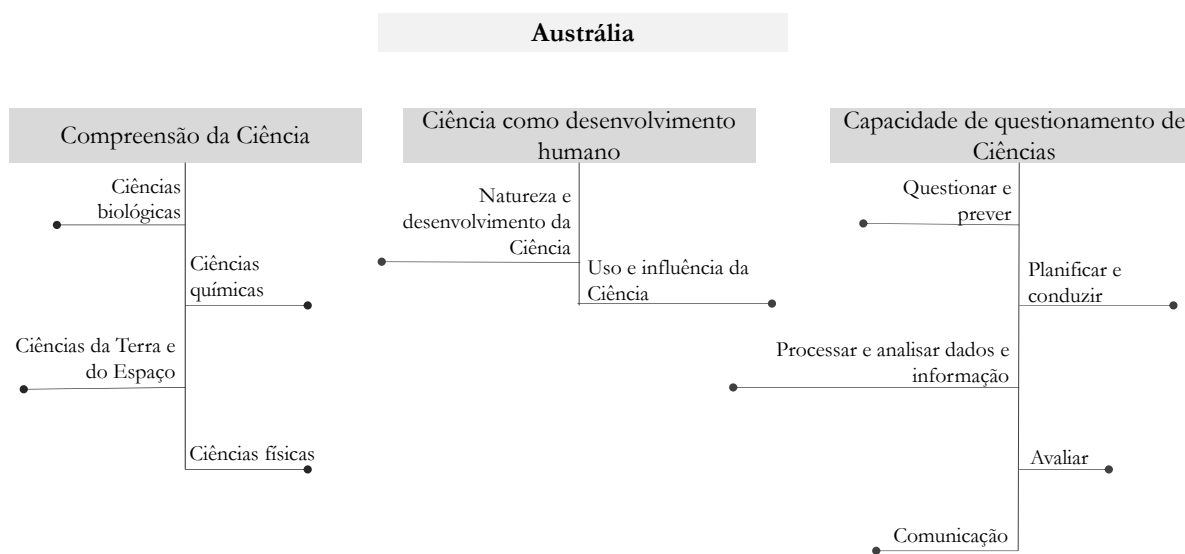 Austrália
Compreensão da Ciência
Ciências
biológicas
Ciências
químicas
Ciências da Terra e
do Espaço
Ciências físicas
Ciência como desenvolvimento
humano
Natureza e
desenvolvimento da
Ciência
Uso e influência da
Ciência
Capacidade de questionamento de
Ciências
Questionar e
prever
Planificar e
conduzir
Processar e analisar dados e
informação
Avaliar
Comunicação